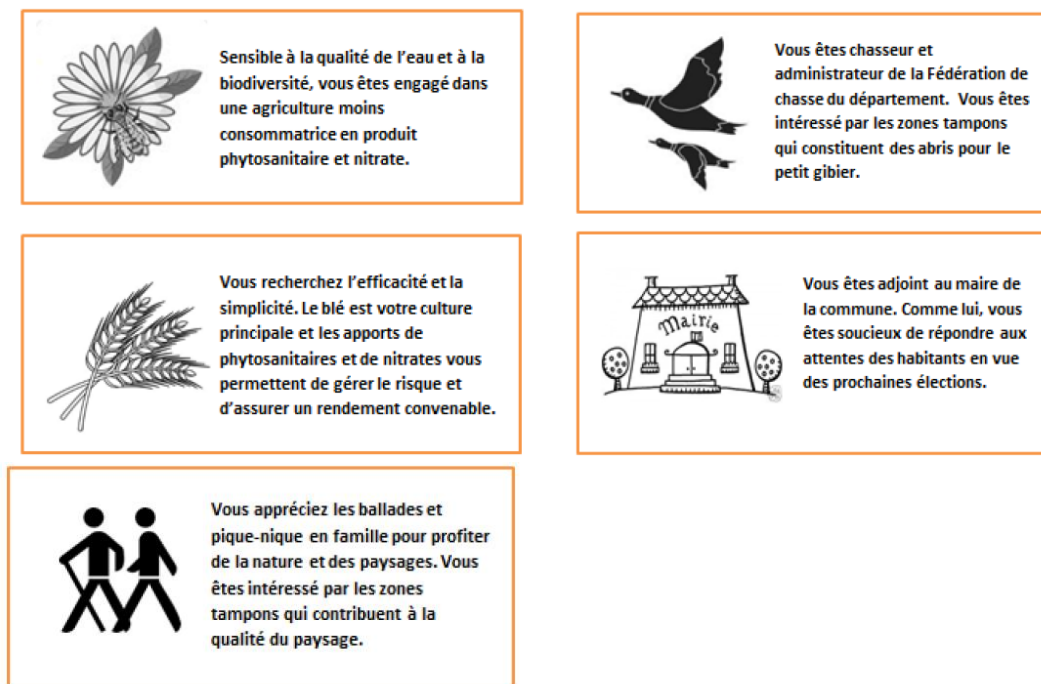 Sensible à la qualité de l’eau et à la
biodiversité, vous êtes engagé dans
une agriculture moins
consommatrice en produit
phytosanitaire et nitrate.
Vous êtes chasseur et
administrateur de la Fédération de
chasse du département. Vous êtes
intéressé par les zones tampons
qui constituent des abris pour le
petit gibier.
Vous recherchez l’efficacité et la
simplicité. Le blé est votre culture
principale et les apports de
phytosanitaires et de nitrates vous
permettent de gérer le risque et
d’assurer un rendement convenable.
Mairie
Vous êtes adjoint au maire de
la commune. Comme lui, vous
êtes soucieux de répondre aux
attentes des habitants en vue
des prochaines élections.
Vous appréciez les ballades et
pique-nique en famille pour profiter
de la nature et des paysages. Vous
êtes intéressé par les zones
tampons qui contribuent à la
qualité du paysage.